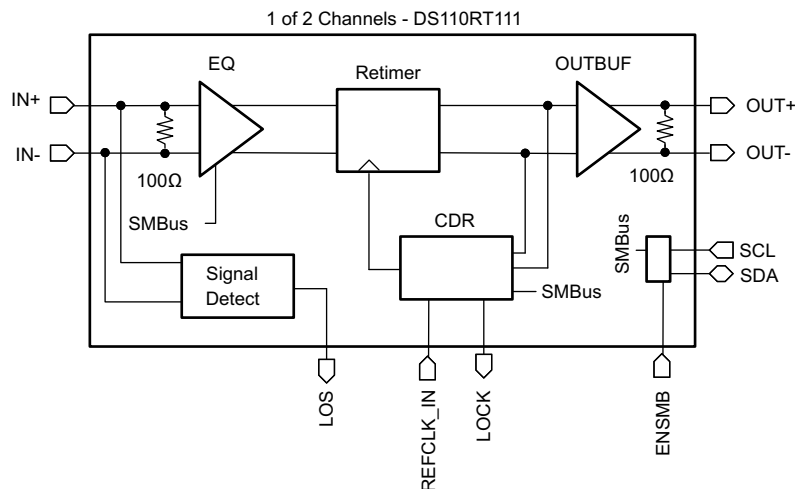 1 of 2 Channels - DS110RT111
EQ
Retimer
OUTBUF
IN+
OUT+
IN-
OUT-
100Ω
100Ω
SMBus
CDR
SMBus
SCL
SDA
Signal
Detect
SMBus
LOS
REFCLK_IN
LOCK
ENSMB